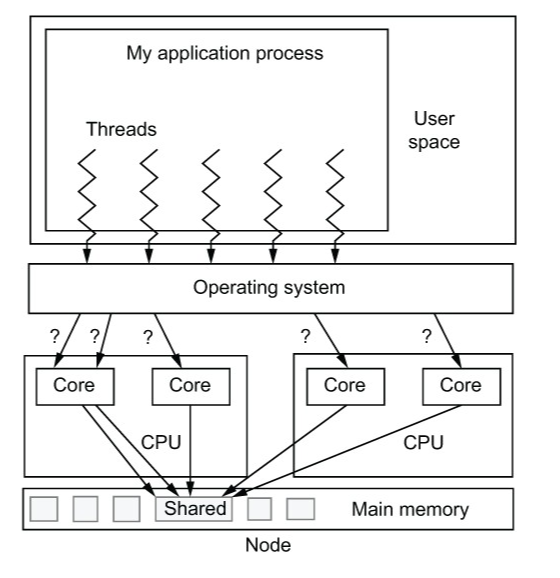 My application process
Threads
User
space
Operating system
? ? ? ? ?
Core Core Core Core
CPU CPU
Shared Main memory
Node